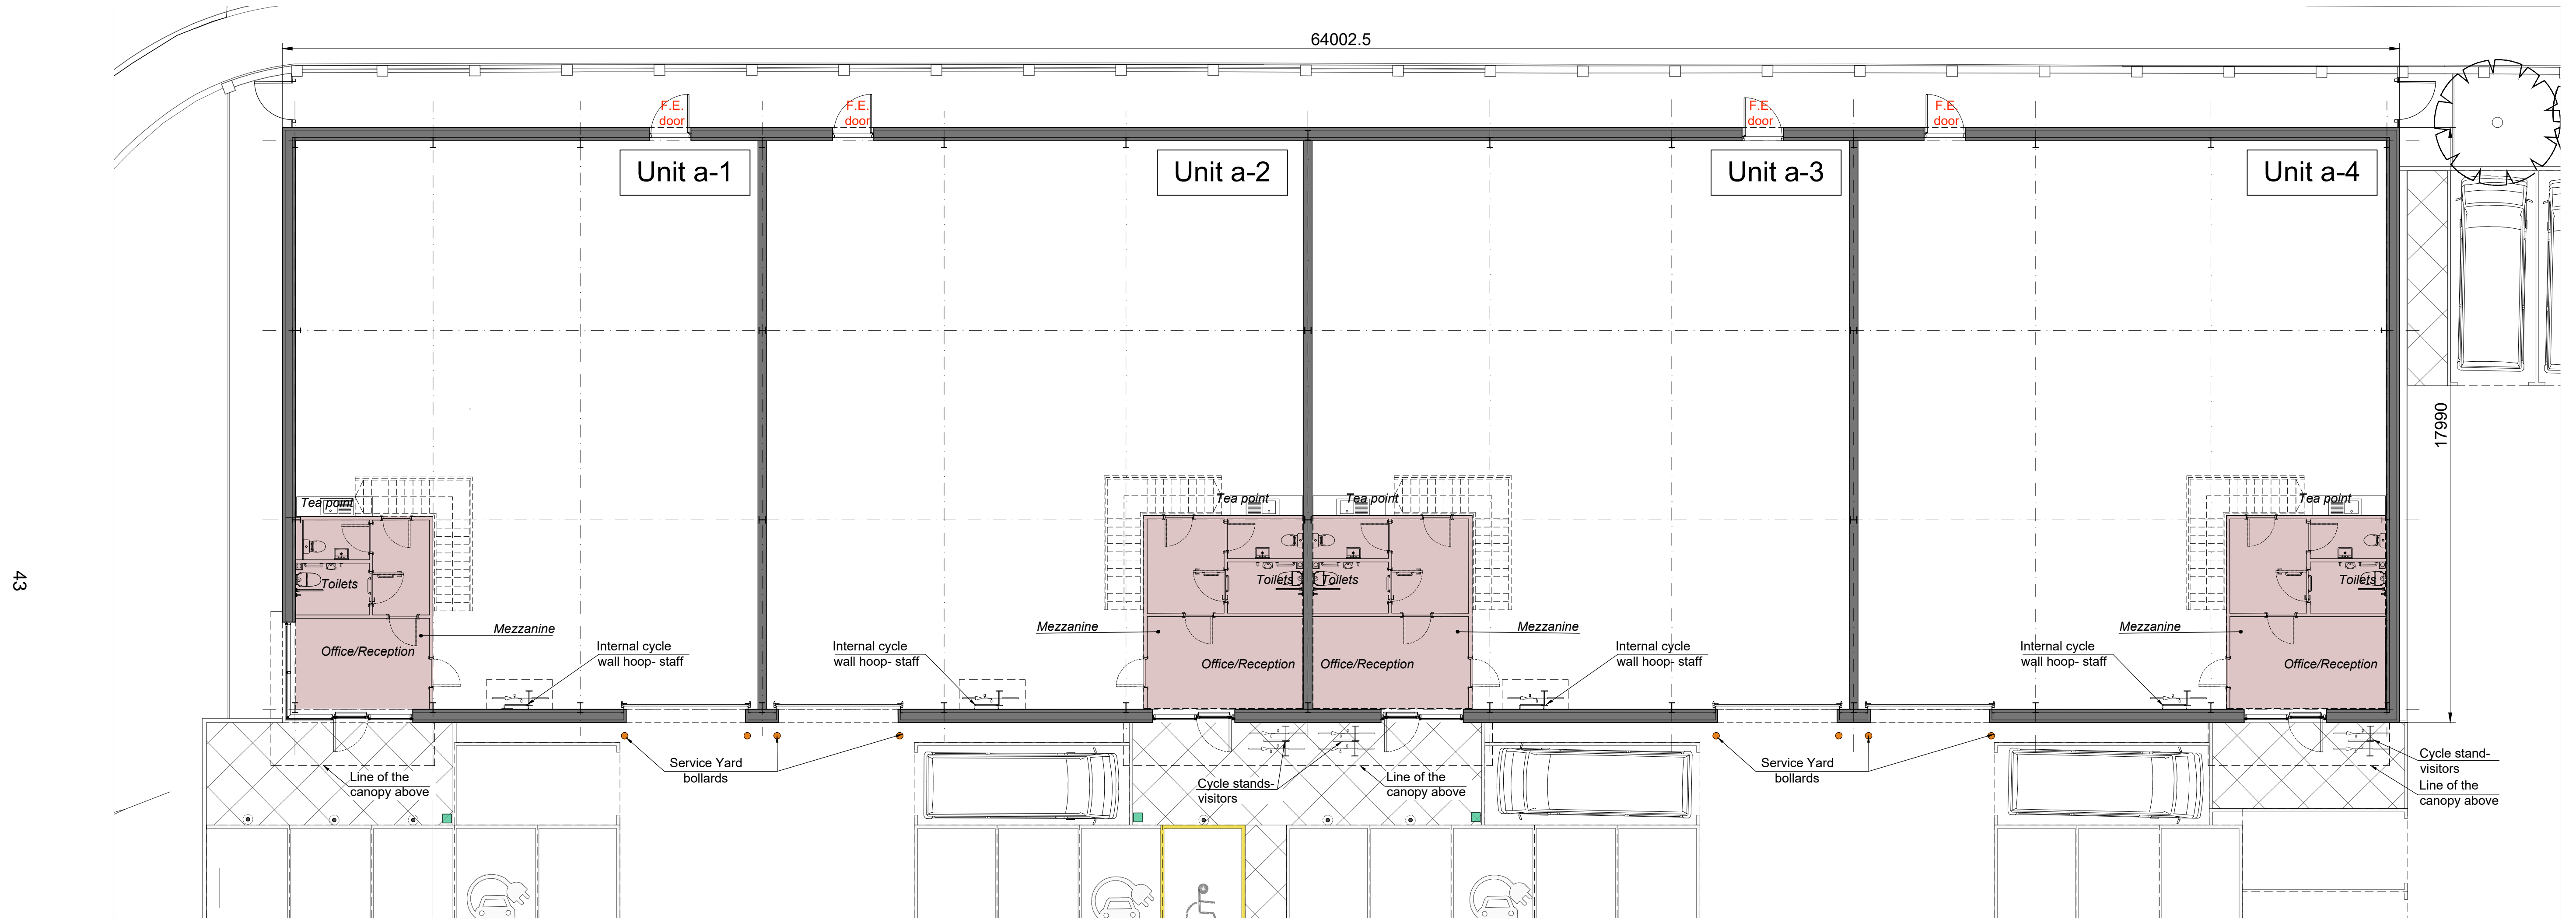 64002.5
F.E.
door
F.E.
door
F.E.
door
F.E.
door
Unit a-1
Unit a-2
Unit a-3
Unit a-4
17990
43
Tea point
Tea point
Tea point
Tea point
Toilets
Toilets
Toilets
Toilets
Mezzanine
Mezzanine
Mezzanine
Mezzanine
Office/Reception
Office/Reception
Office/Reception
Office/Reception
Internal cycle
wall hoop- staff
Internal cycle
wall hoop- staff
Internal cycle
wall hoop- staff
Internal cycle
wall hoop- staff
Line of the
canopy above
Service Yard
bollards
Cycle stands-
visitors
Line of the
canopy above
Service Yard
bollards
Cycle stand-
visitors
Line of the
canopy above